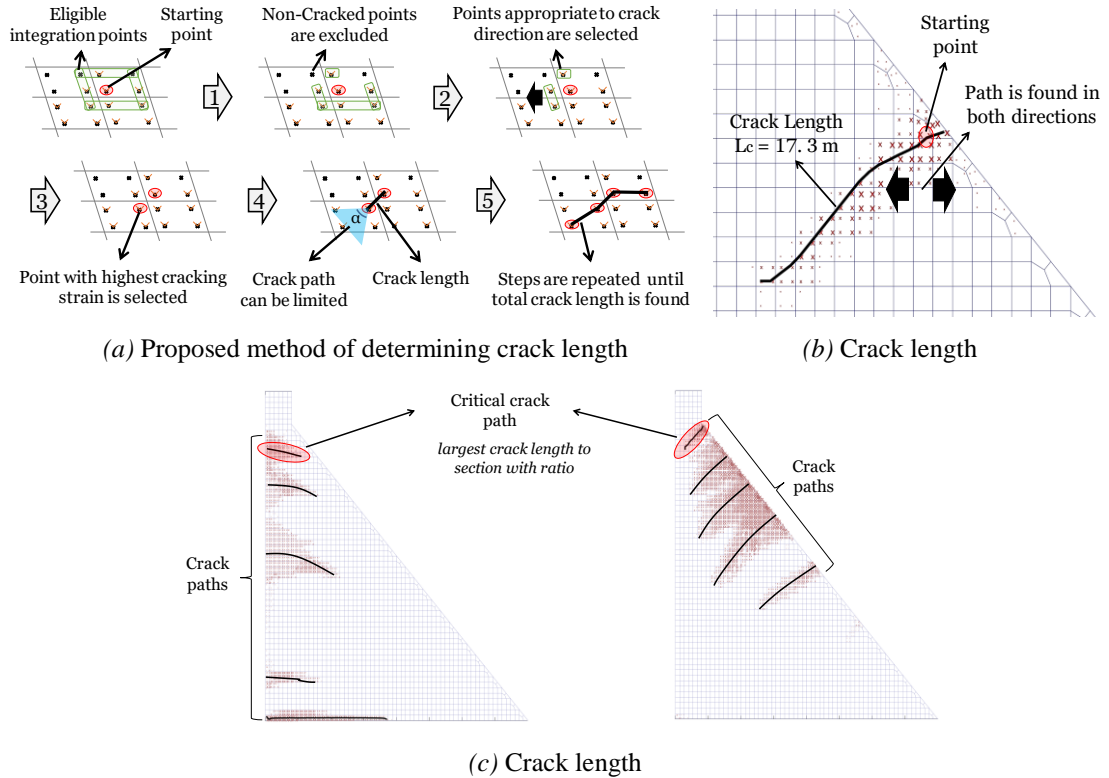 Eligible
integration points
Starting
point
Non-Cracked points
are excluded
Points appropriate to crack
direction are selected
1
2
3
4
5
α
Point with highest cracking
strain is selected
Crack path
can be limited
Crack length
Steps are repeated until
total crack length is found
(a) Proposed method of determining crack length
Starting
point
Path is found in
both directions
Crack Length
Lc = 17. 3 m
(b) Crack length
Critical crack
path
largest crack length to
section with ratio
Crack
paths
Crack
paths
(c) Crack length